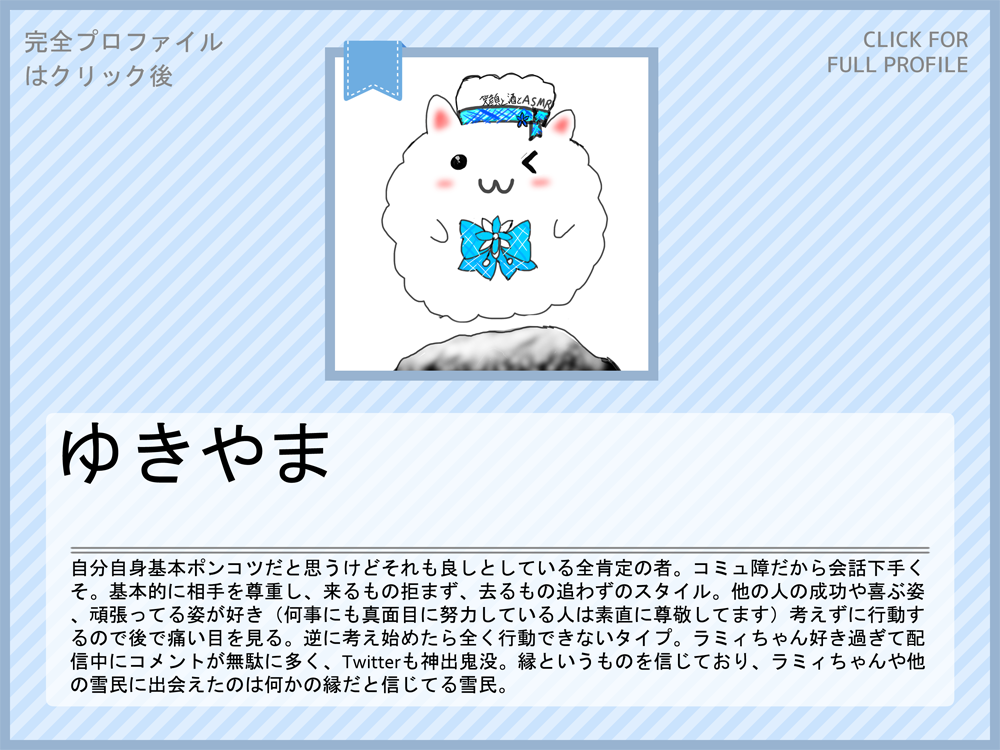 完全プロファイル
はクリック後
CLICK FOR
FULL PROFILE
笑顔と酒とASMR
ゆきやま
自分自身基本ポンコツだと思うけどそれも良しとしている全肯定の者。コミュ障だから会話下手く
そ。基本的に相手を尊重し、来るもの拒まず、去るもの追わずのスタイル。他の人の成功や喜ぶ姿
、頑張ってる姿が好き（何事にも真面目に努力している人は素直に尊敬してます）考えずに行動す
るので後で痛い目を見る。逆に考え始めたら全く行動できないタイプ。ラミィちゃん好き過ぎて配
信中にコメントが無駄に多く、Twitterも神出鬼没。縁というものを信じており、ラミィちゃんや他
の雪民に出会えたのは何かの縁だと信じてる雪民。